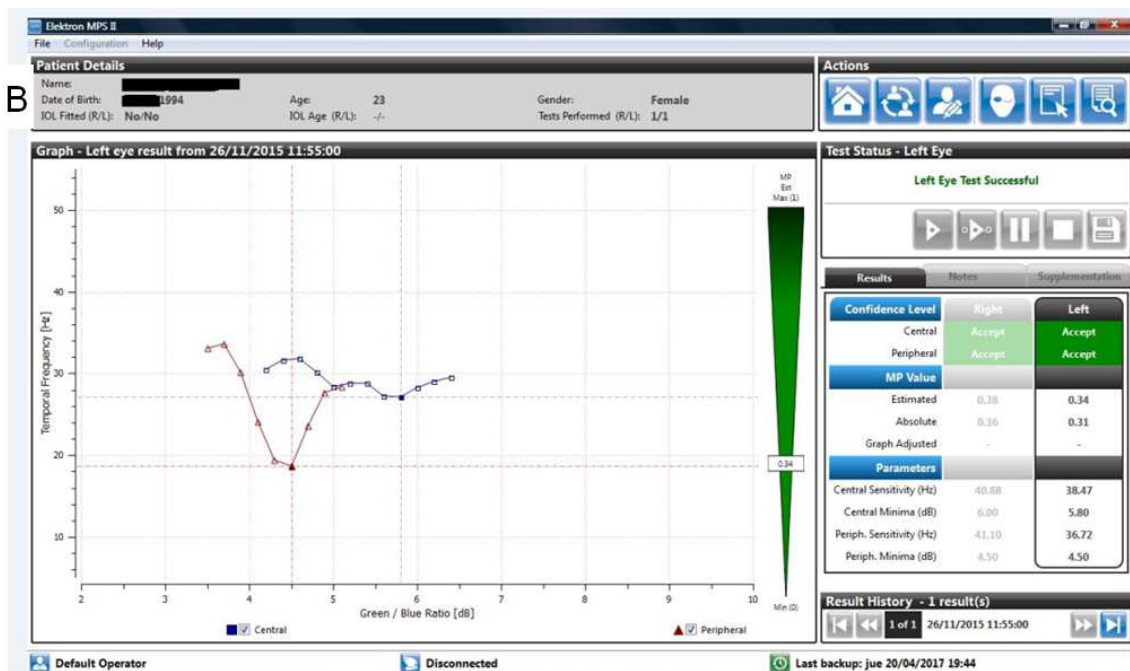 B
Elektron MPS II
File Configuration Help
Patient Details
Name:
Date of Birth: 1994 Age: 23 Gender: Female
IOL Fitted (R/L): No/No IOL Age (R/L): -/- Tests Performed (R/L): 1/1
Actions
Graph - Left eye result from 26/11/2015 11:55:00
Temporal Frequency [Hz]
50
40
30
20
10
2 3 4 5 6 7 8 9 10
Green / Blue Ratio [dB]
Central Peripheral
MP
Est
Max (1)
0.34
Min (0)
Test Status - Left Eye
Left Eye Test Successful
Results Notes Supplementation
Confidence Level Right Left
Central Accept Accept
Peripheral Accept Accept
MP Value
Estimated 0.38 0.34
Absolute 0.36 0.31
Graph Adjusted - -
Parameters
Central Sensitivity (Hz) 40.88 38.47
Central Minima (dB) 6.00 5.80
Periph. Sensitivity (Hz) 41.10 36.72
Periph. Minima (dB) 4.50 4.50
Result History - 1 result(s)
1 of 1 26/11/2015 11:55:00
Default Operator Disconnected Last backup: jue 20/04/2017 19:44